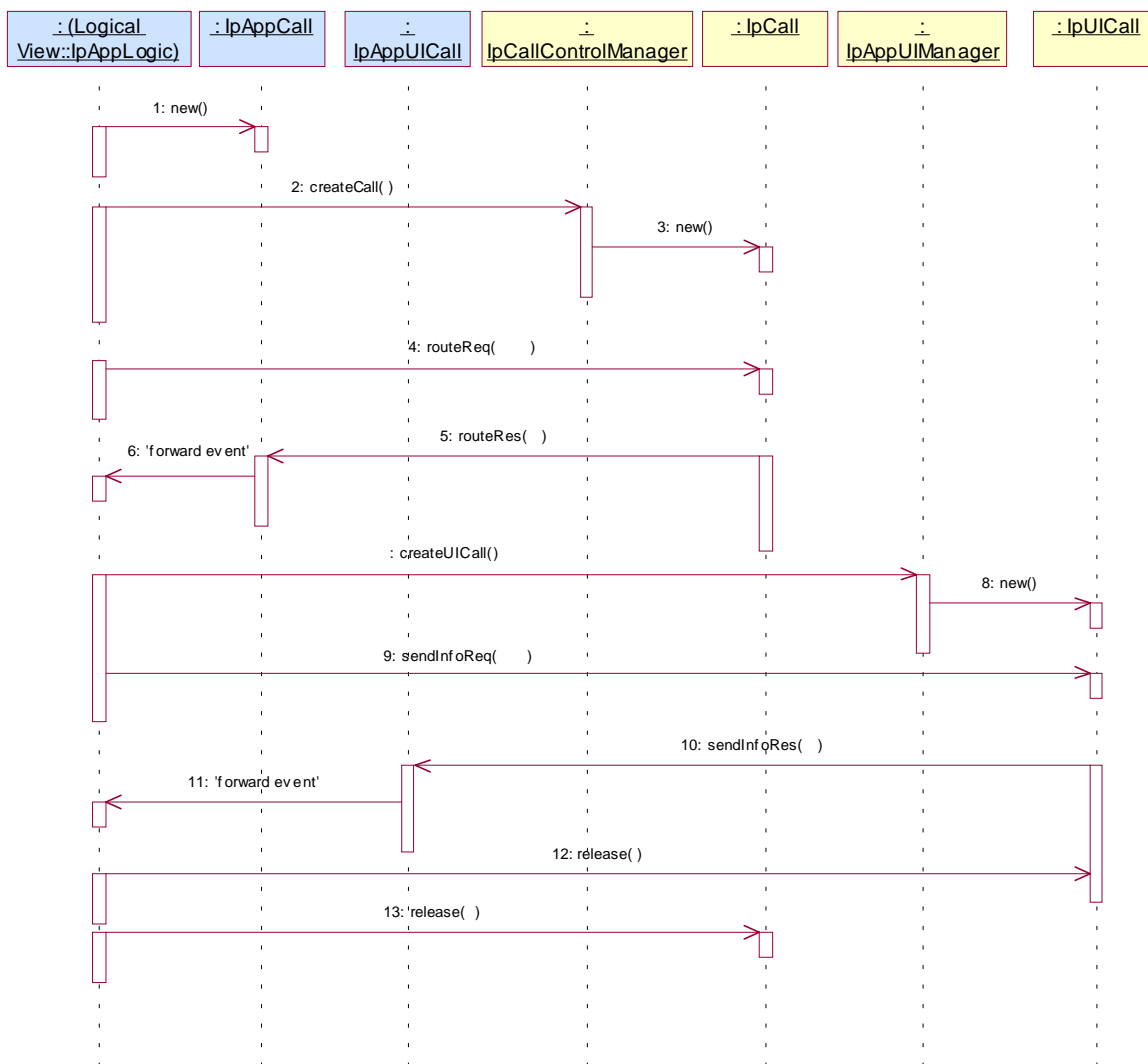 : (Logical
View::IpAppLogic)
: IpAppCall
:
IpAppUICall
:
IpCallControlManager
: IpCall
:
IpAppUIManager
: IpUICall
1: new()
2: createCall( )
3: new()
4: routeReq( )
5: routeRes( )
6: 'forward event'
: createUICall()
8: new()
9: sendInfoReq( )
10: sendInfoRes( )
11: 'forward event'
12: release( )
13: release( )